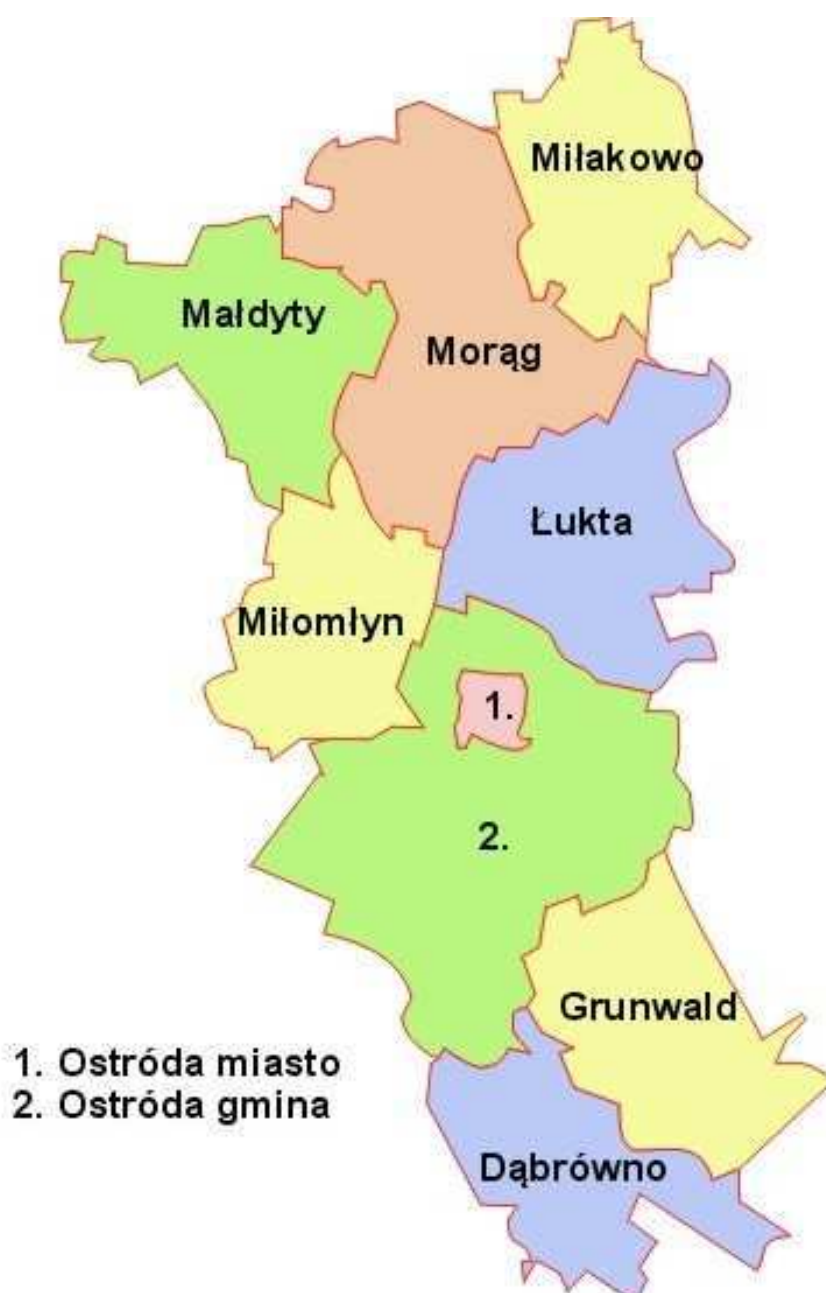 Miłakowo
Małdyty
Morąg
Łukta
Miłomłyn
1.
2.
Grunwald
1. Ostróda miasto
2. Ostróda gmina
Dąbrówno